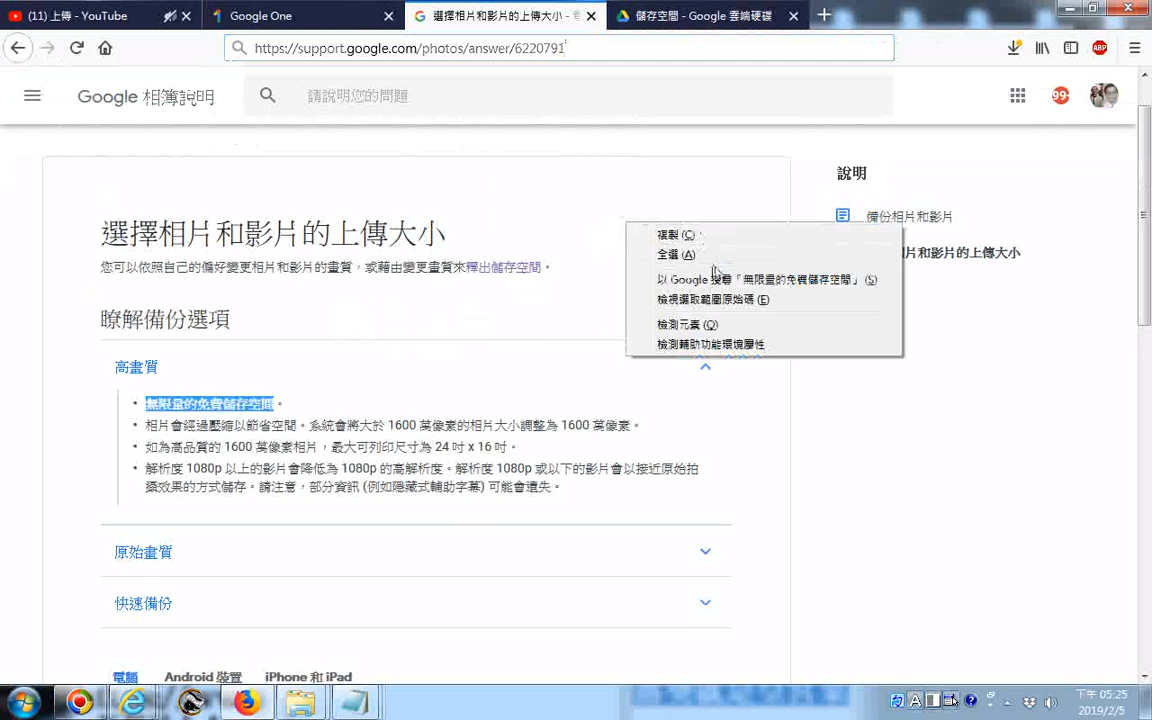 (11) 上傳 - YouTube
Google One
選擇相片和影片的上傳大小 - 電
儲存空間 - Google 雲端硬碟
https://support.google.com/photos/answer/6220791
ABP
Google 相簿說明
請說明您的問題
99+
說明
備份相片和影片
片和影片的上傳大小
選擇相片和影片的上傳大小
您可以依照自己的偏好變更相片和影片的畫質，或藉由變更畫質來釋出儲存空間。
複製 (C)
全選 (A)
以 Google 搜尋「無限量的免費儲存空間」 (S)
檢視選取範圍原始碼 (E)
檢測元素 (Q)
檢測輔助功能環境屬性
瞭解備份選項
高畫質
• 無限量的免費儲存空間。
• 相片會經過壓縮以節省空間。系統會將大於 1600 萬像素的相片大小調整為 1600 萬像素。
• 如為高品質的 1600 萬像素相片，最大可列印尺寸為 24 吋 x 16 吋。
• 解析度 1080p 以上的影片會降低為 1080p 的高解析度。解析度 1080p 或以下的影片會以接近原始拍
攝效果的方式儲存。請注意，部分資訊 (例如隱藏式輔助字幕) 可能會遺失。
原始畫質
快速備份
電腦
Android 裝置
iPhone 和 iPad
下午 05:25
2019/2/5